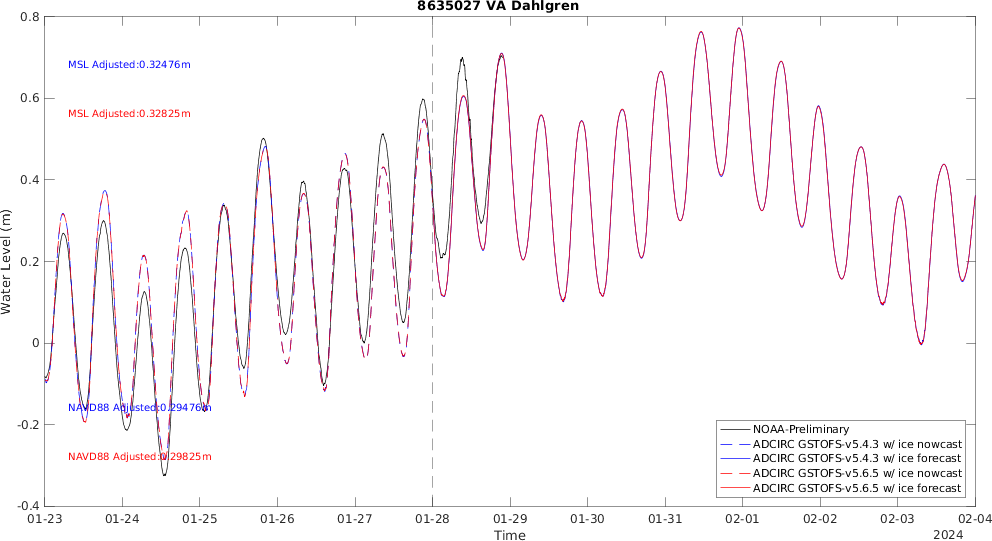 8635027 VA Dahlgren
0.8
0.6
0.4
0.2
0
-0.2
-0.4
Water Level (m)
MSL Adjusted:0.32476m
MSL Adjusted:0.32825m
NAVD88 Adjusted:0.29476m
NAVD88 Adjusted:0.29825m
NOAA-Preliminary
ADCIRC GSTOFS-v5.4.3 w/ ice nowcast
ADCIRC GSTOFS-v5.4.3 w/ ice forecast
ADCIRC GSTOFS-v5.6.5 w/ ice nowcast
ADCIRC GSTOFS-v5.6.5 w/ ice forecast
01-23 01-24 01-25 01-26 01-27 01-28 01-29 01-30 01-31 02-01 02-02 02-03 02-04
Time
2024